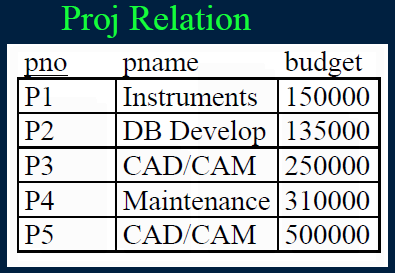 Proj Relation
pno pname budget
P1 Instruments 150000
P2 DB Develop 135000
P3 CAD/CAM 250000
P4 Maintenance 310000
P5 CAD/CAM 500000